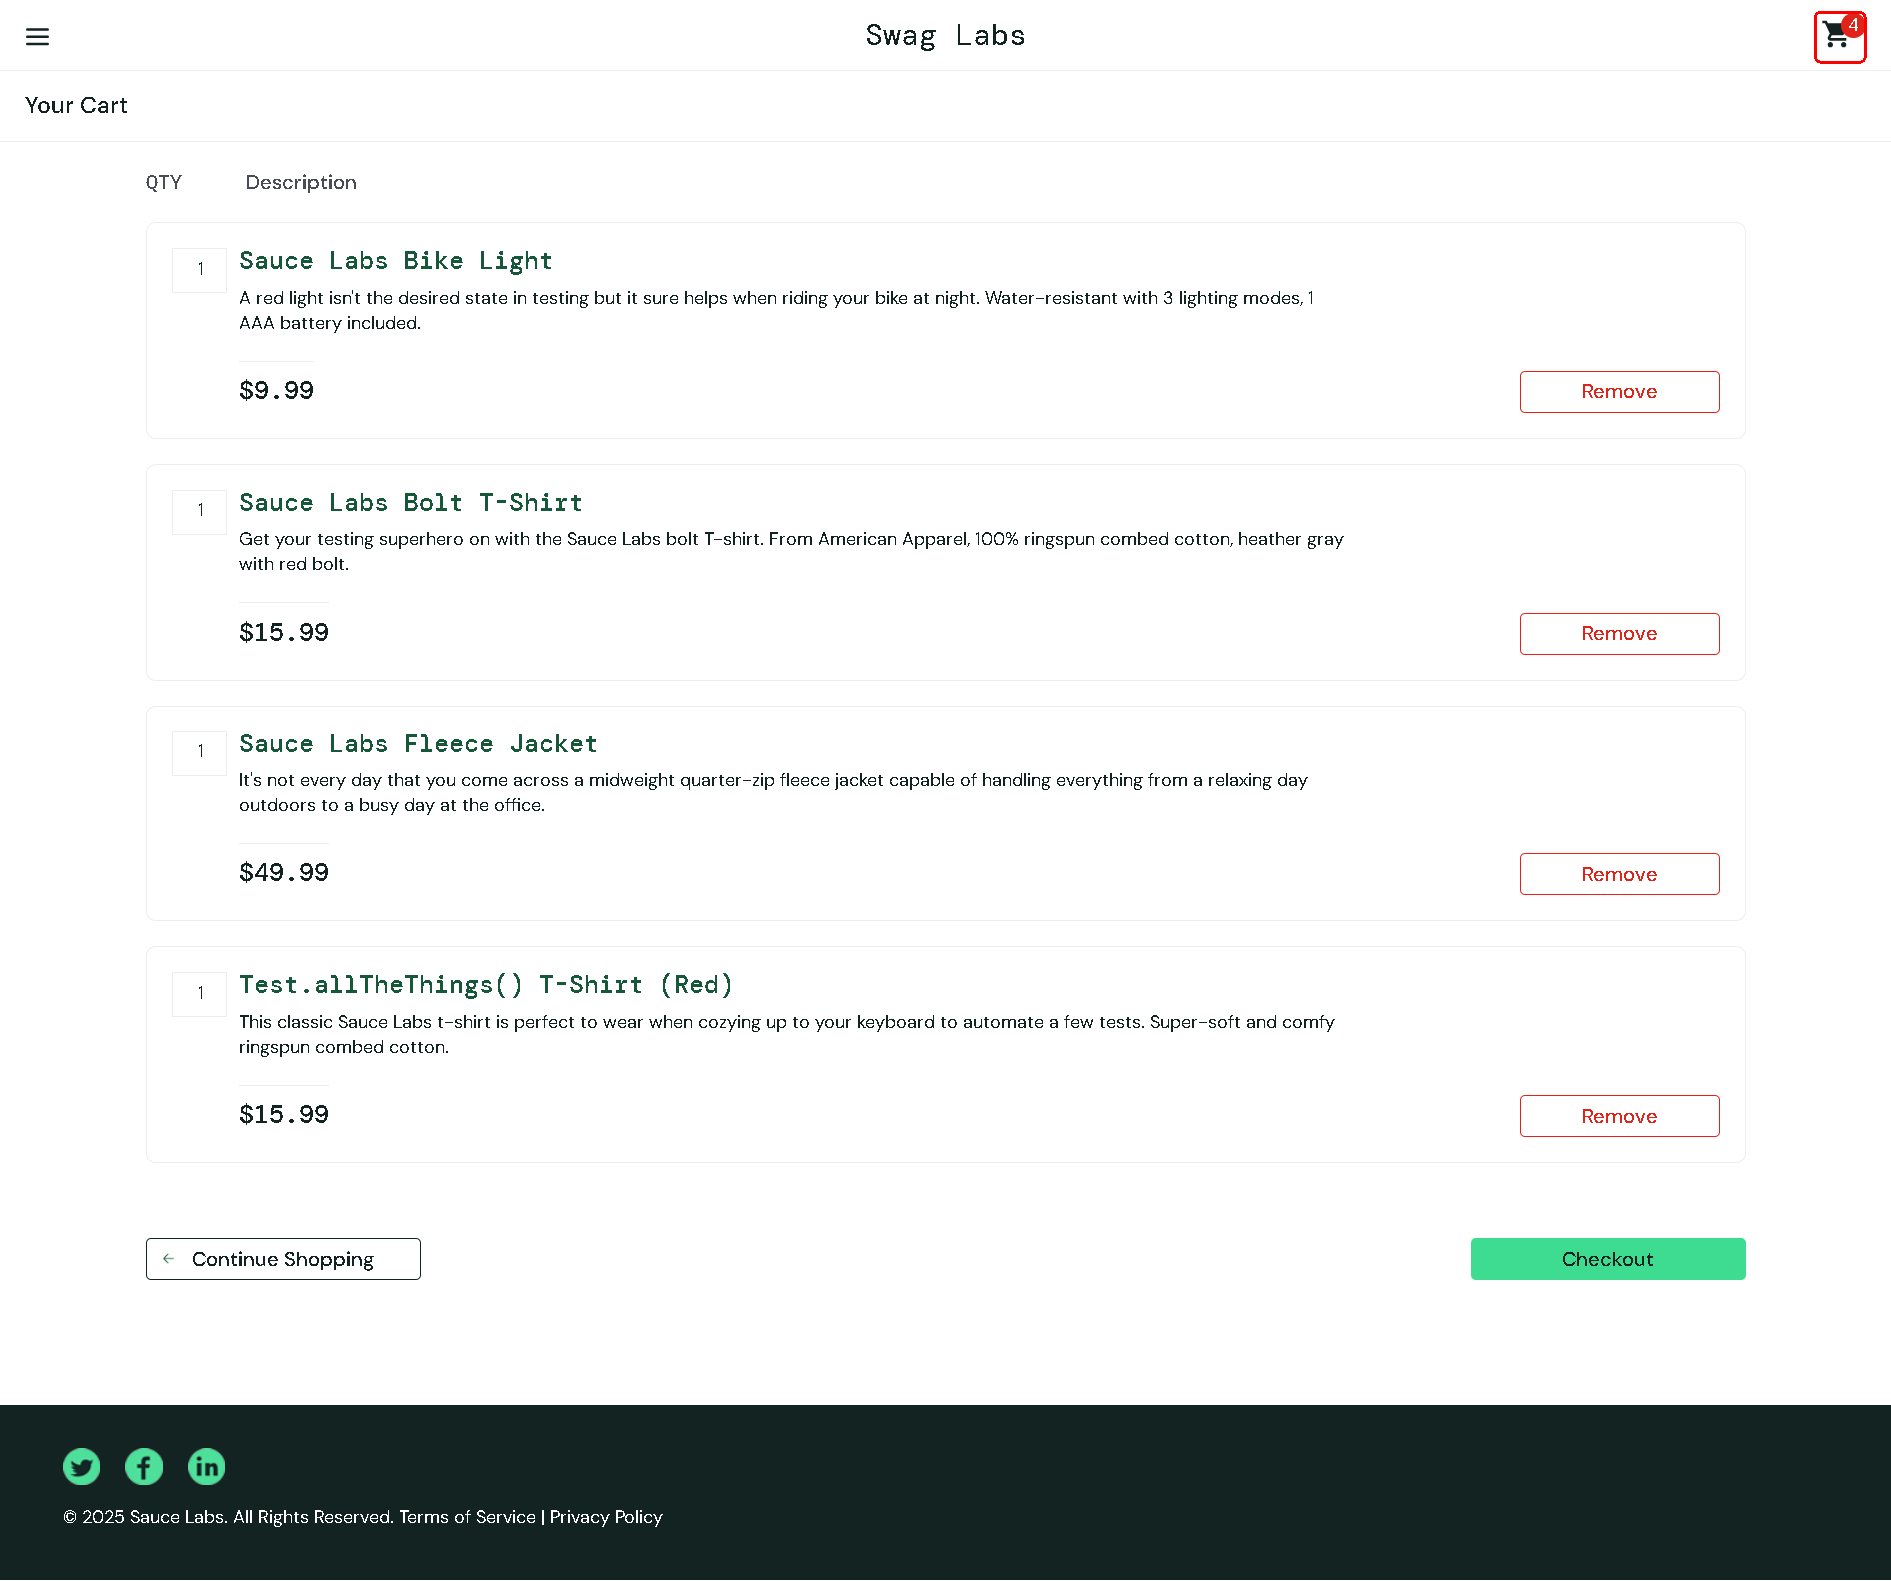 Swag Labs
4
Your Cart
QTY Description
1
Sauce Labs Bike Light
A red light isn't the desired state in testing but it sure helps when riding your bike at night. Water-resistant with 3 lighting modes, 1
AAA battery included.
$9.99
Remove
1
Sauce Labs Bolt T-Shirt
Get your testing superhero on with the Sauce Labs bolt T-shirt. From American Apparel, 100% ringspun combed cotton, heather gray
with red bolt.
$15.99
Remove
1
Sauce Labs Fleece Jacket
It's not every day that you come across a midweight quarter-zip fleece jacket capable of handling everything from a relaxing day
outdoors to a busy day at the office.
$49.99
Remove
1
Test.allTheThings() T-Shirt (Red)
This classic Sauce Labs t-shirt is perfect to wear when cozying up to your keyboard to automate a few tests. Super-soft and comfy
ringspun combed cotton.
$15.99
Remove
Continue Shopping
Checkout
© 2025 Sauce Labs. All Rights Reserved. Terms of Service | Privacy Policy